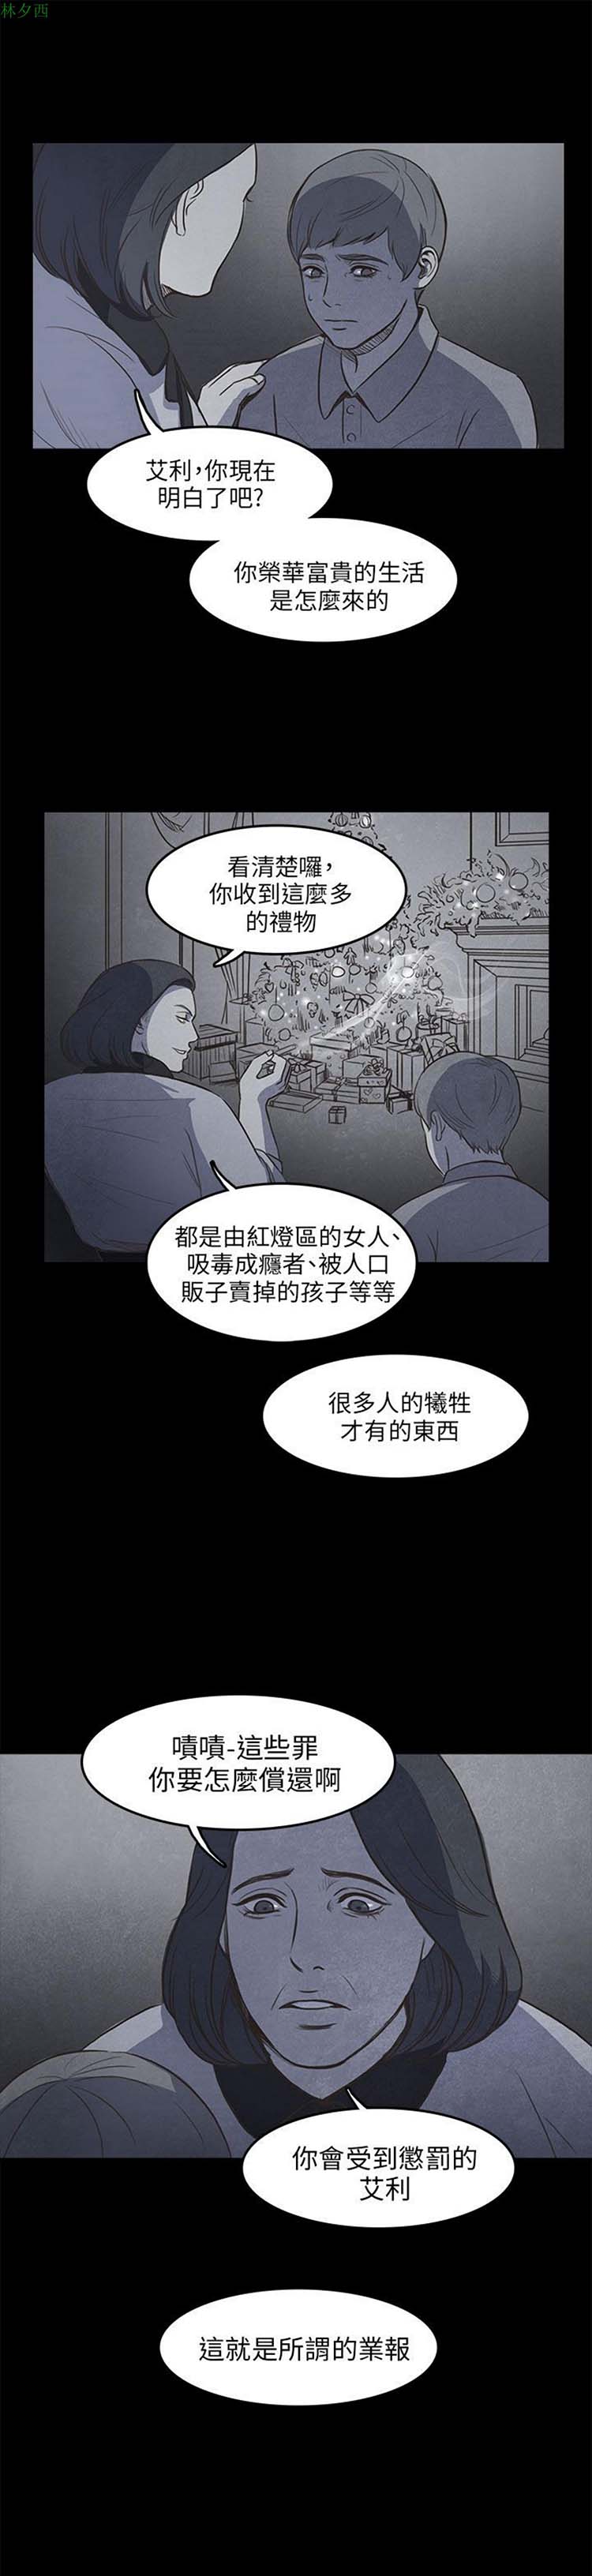 林夕西
艾利，你現在
明白了吧?
你榮華富貴的生活
是怎麼來的
看清楚囉，
你收到這麼多
的禮物
都是由紅燈區的女人、
吸毒成癮者、被人口
販子賣掉的孩子等等
很多人的犧牲
才有的東西
嘖嘖-這些罪
你要怎麼償還啊
你會受到懲罰的
艾利
這就是所謂的業報